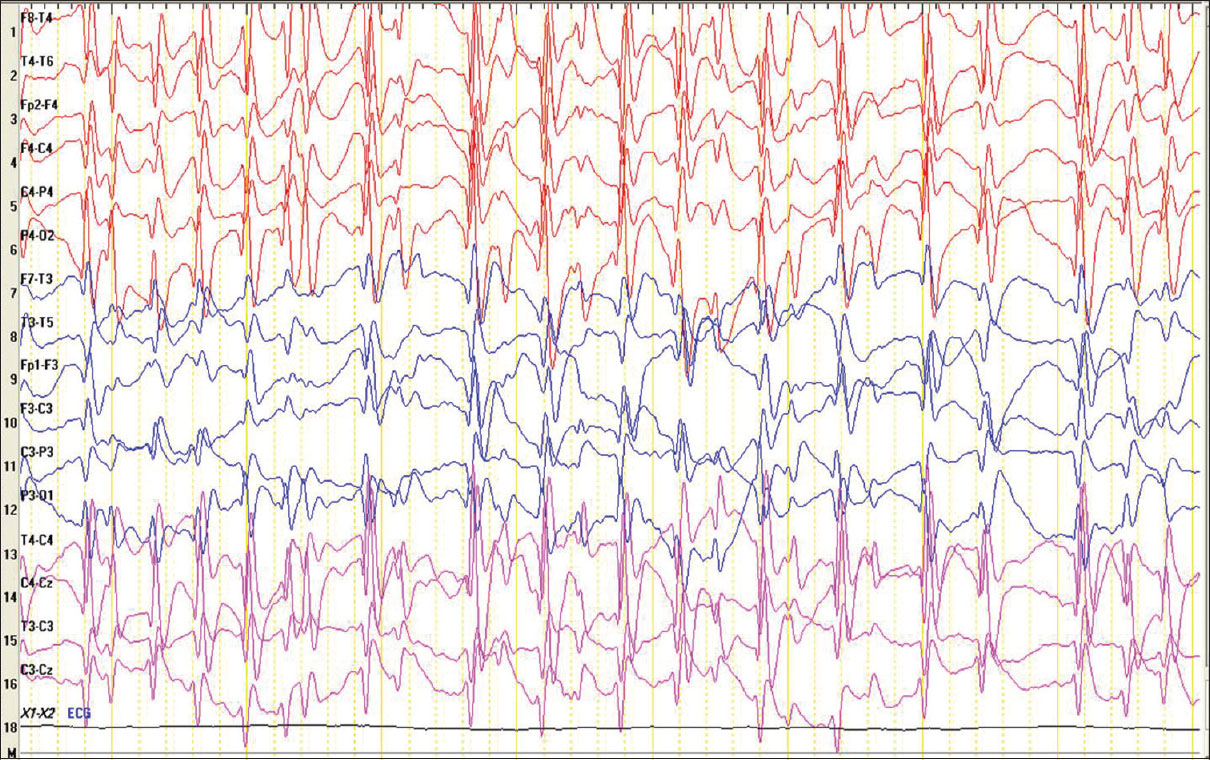 F8-T4
1
T4-T6
2
Fp2-F4
3
F4-C4
4
C4-P4
5
P4-O2
6
F7-T3
7
T3-T5
8
Fp1-F3
9
F3-C3
10
C3-P3
11
P3-O1
12
T4-C4
13
C4-Cz
14
T3-C3
15
C3-Cz
16
X1-X2 ECG
18
M